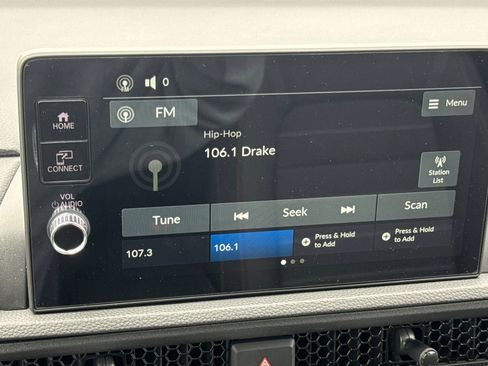 0
FM
Menu
HOME
Hip-Hop
106.1 Drake
CONNECT
Station
List
VOL
AUDIO
Tune
Seek
Scan
107.3
106.1
Press & Hold
to Add
Press & Hold
to Add